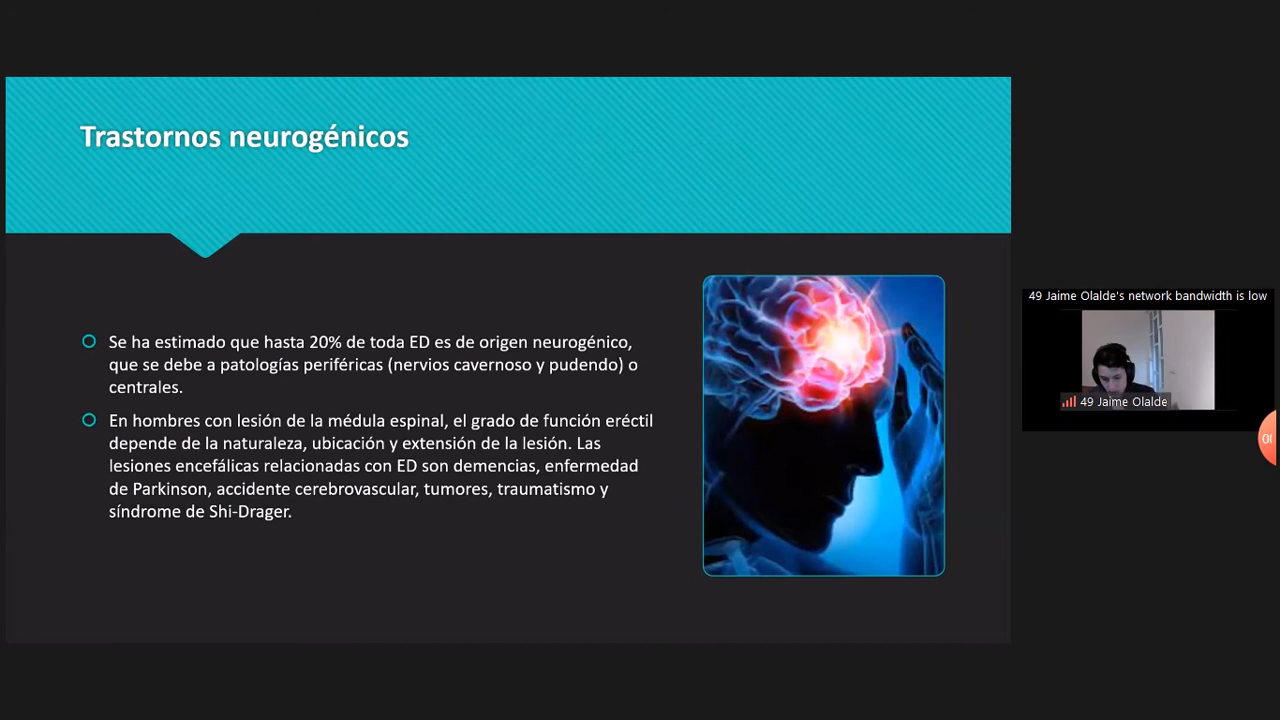 Trastornos neurogénicos
Se ha estimado que hasta 20% de toda ED es de origen neurogénico,
que se debe a patologías periféricas (nervios cavernoso y pudendo) o
centrales.
En hombres con lesión de la médula espinal, el grado de función eréctil
depende de la naturaleza, ubicación y extensión de la lesión. Las
lesiones encefálicas relacionadas con ED son demencias, enfermedad
de Parkinson, accidente cerebrovascular, tumores, traumatismo y
síndrome de Shi-Drager.
49 Jaime Olalde's network bandwidth is low
49 Jaime Olalde